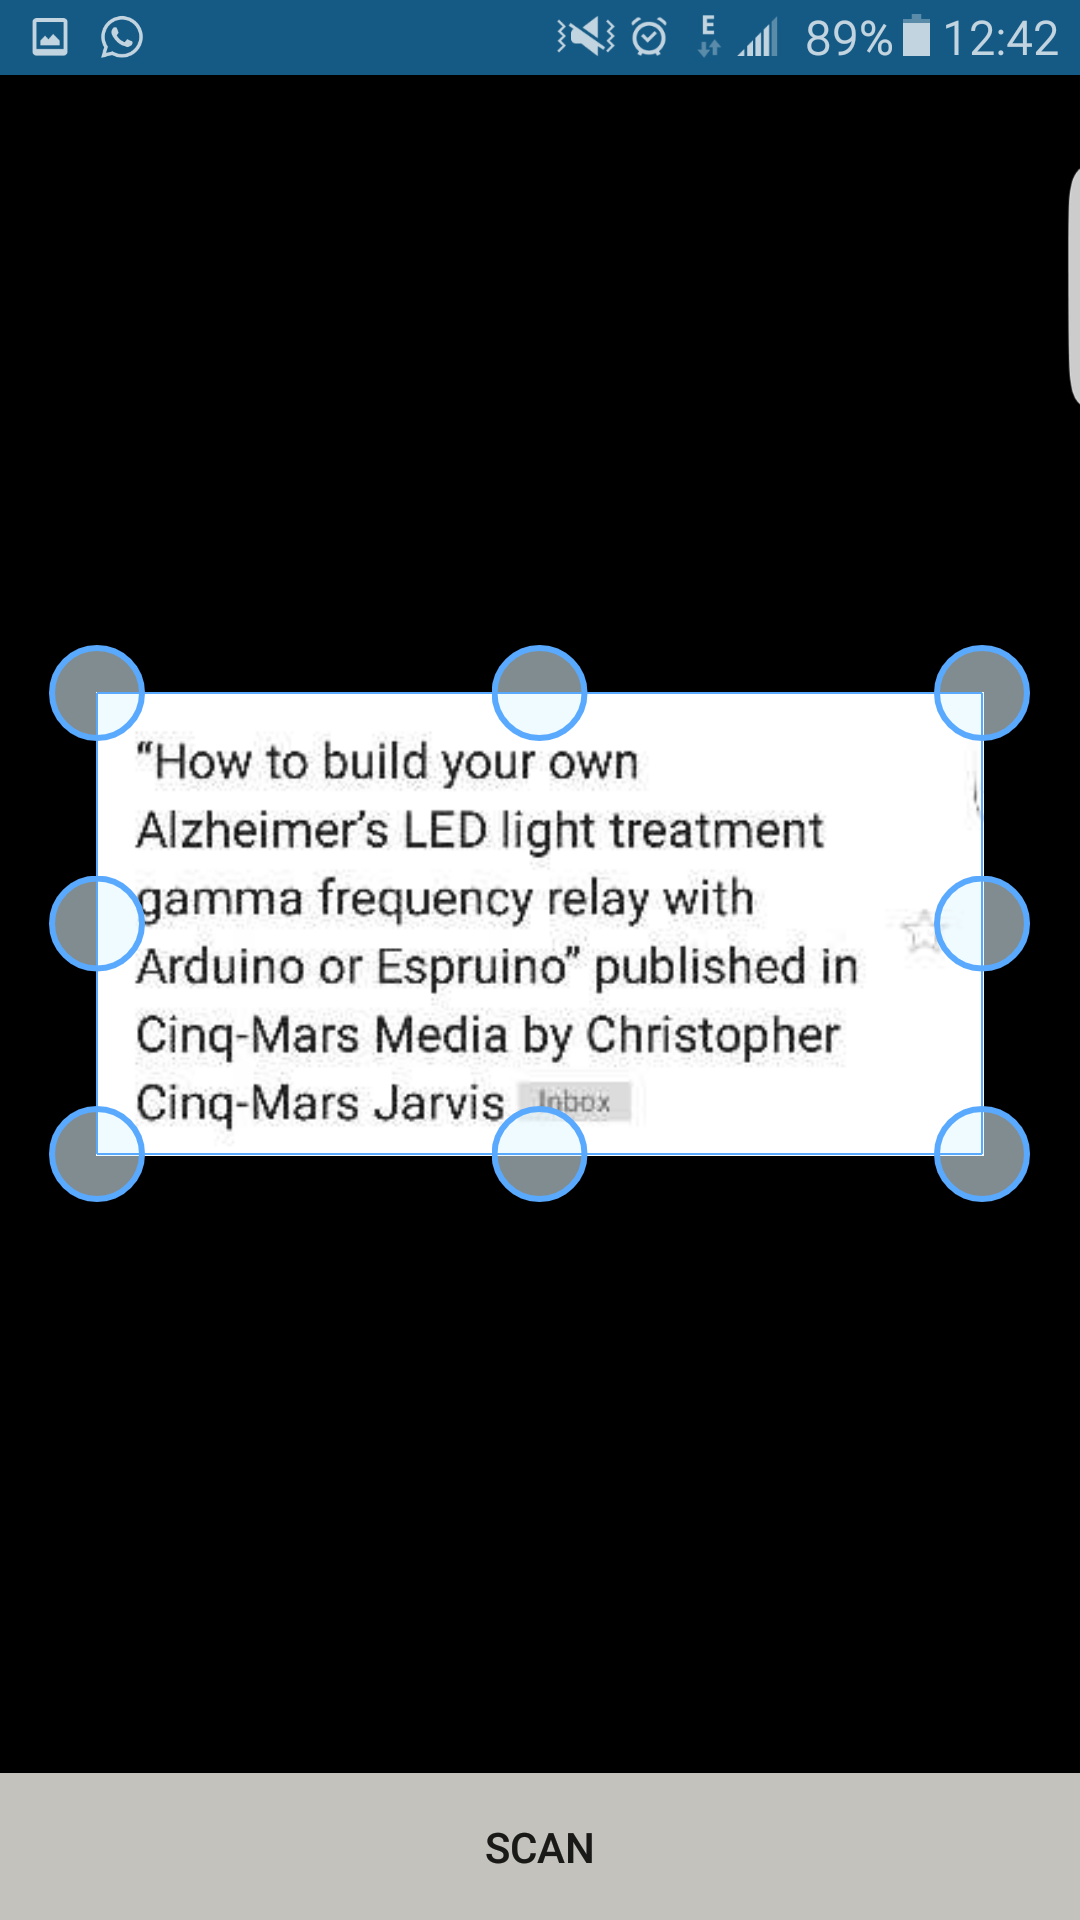 E 89% 12:42
“How to build your own
Alzheimer’s LED light treatment
gamma frequency relay with
Arduino or Espruino” published in
Cinq-Mars Media by Christopher
Cinq-Mars Jarvis Inbox
SCAN